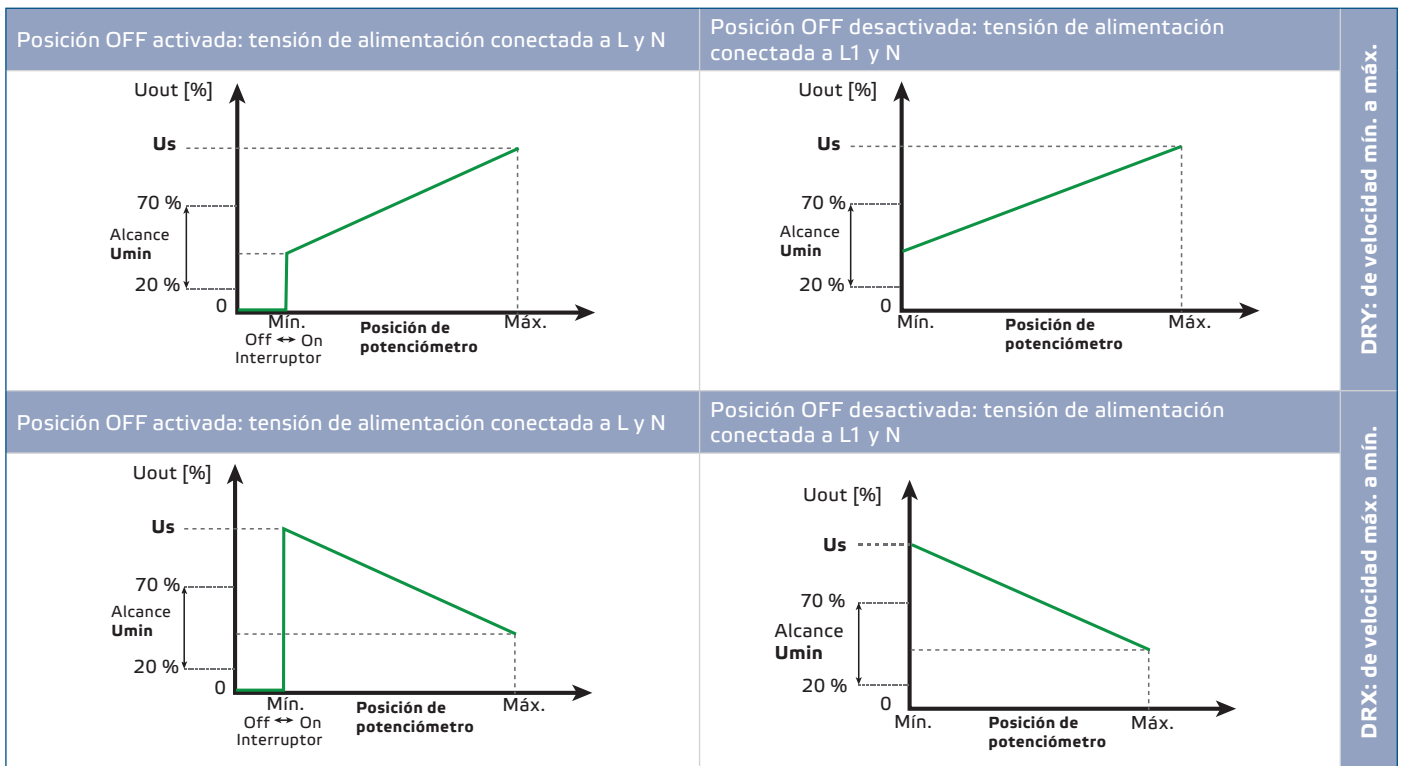 Posición OFF activada: tensión de alimentación conectada a L y N
Posición OFF desactivada: tensión de alimentación
conectada a L1 y N
DRY: de velocidad mín. a máx.
Uout [%]
Us
70 %
Alcance
Umin
20 %
0
Mín.
Off ↔ On
Interruptor
Posición de
potenciómetro
Máx.
Uout [%]
Us
70 %
Alcance
Umin
20 %
0
Mín.
Posición de
potenciómetro
Máx.
Posición OFF activada: tensión de alimentación conectada a L y N
Posición OFF desactivada: tensión de alimentación
conectada a L1 y N
DRX: de velocidad máx. a mín.
Uout [%]
Us
70 %
Alcance
Umin
20 %
0
Mín.
Off ↔ On
Interruptor
Posición de
potenciómetro
Máx.
Uout [%]
Us
70 %
Alcance
Umin
20 %
0
Mín.
Posición de
potenciómetro
Máx.